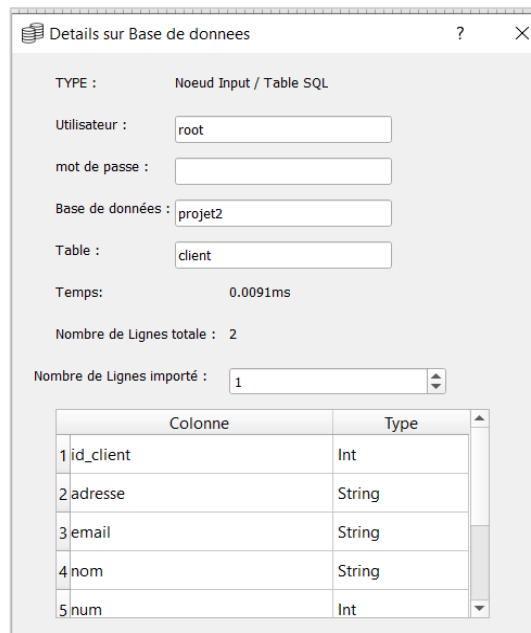 Details sur Base de donnees ? ×
TYPE : Noeud Input / Table SQL
Utilisateur : root
mot de passe :
Base de données : projet2
Table : client
Temps: 0.0091ms
Nombre de Lignes totale : 2
Nombre de Lignes importé : 1
Colonne Type
1 id_client Int
2 adresse String
3 email String
4 nom String
5 num Int